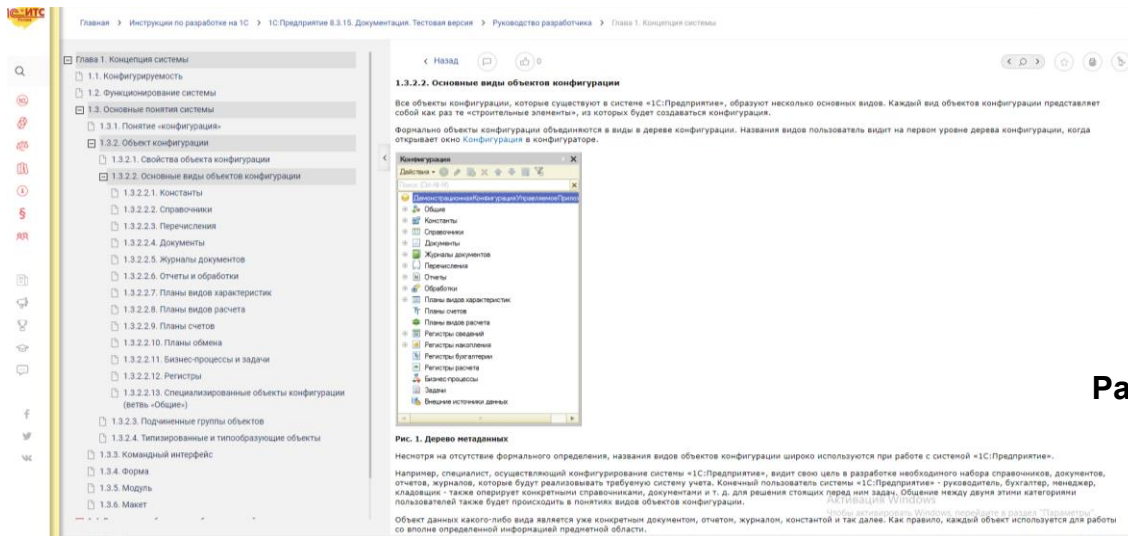 1С ИТС
Главная > Инструкции по разработке на 1С > 1С:Предприятие 8.3.15. Документация. Тестовая версия > Руководство разработчика > Глава 1. Концепция системы
Глава 1. Концепция системы
1.1. Конфигурируемость
1.2. Функционирование системы
1.3. Основные понятия системы
1.3.1. Понятие «конфигурация»
1.3.2. Объект конфигурации
1.3.2.1. Свойства объекта конфигурации
1.3.2.2. Основные виды объектов конфигурации
1.3.2.2.1. Константы
1.3.2.2.2. Справочники
1.3.2.2.3. Перечисления
1.3.2.2.4. Документы
1.3.2.2.5. Журналы документов
1.3.2.2.6. Отчеты и обработки
1.3.2.2.7. Планы видов характеристик
1.3.2.2.8. Планы видов расчета
1.3.2.2.9. Планы счетов
1.3.2.2.10. Планы обмена
1.3.2.2.11. Бизнес-процессы и задачи
1.3.2.2.12. Регистры
1.3.2.2.13. Специализированные объекты конфигурации
(ветвь «Общие»)
1.3.2.3. Подчиненные группы объектов
1.3.2.4. Типизированные и типообразующие объекты
1.3.3. Командный интерфейс
1.3.4. Форма
1.3.5. Модуль
1.3.6. Макет
Назад 0
1.3.2.2. Основные виды объектов конфигурации
Все объекты конфигурации, которые существуют в системе «1С:Предприятие», образуют несколько основных видов. Каждый вид объектов конфигурации представляет
собой как раз те «строительные элементы», из которых будет создаваться конфигурация.
Формально объекты конфигурации объединяются в виды в дереве конфигурации. Названия видов пользователь видит на первом уровне дерева конфигурации, когда
открывает окно Конфигурация в конфигураторе.
Конфигурация
Действия
Поиск (Ctrl+Alt+M)
ДемонстрационнаяКонфигурацияУправляемоеПрило
Общие
Константы
Справочники
Документы
Журналы документов
Перечисления
Отчеты
Обработки
Планы видов характеристик
Планы счетов
Планы видов расчета
Регистры сведений
Регистры накопления
Регистры бухгалтерии
Регистры расчета
Бизнес-процессы
Задачи
Внешние источники данных
Ра
Рис. 1. Дерево метаданных
Несмотря на отсутствие формального определения, названия видов объектов конфигурации широко используются при работе с системой «1С:Предприятие».
Например, специалист, осуществляющий конфигурирование системы «1С:Предприятие», видит свою цель в разработке необходимого набора справочников, документов,
отчетов, журналов, которые будут реализовывать требуемую систему учета. Конечный пользователь системы «1С:Предприятие» - руководитель, бухгалтер, менеджер,
кладовщик - также оперирует конкретными справочниками, документами и т. д. для решения стоящих перед ним задач. Общение между двумя этими категориями
пользователей также будет происходить в понятиях видов объектов конфигурации.
Активация Windows
Чтобы активировать Windows, перейдите в раздел "Параметры".
Объект данных какого-либо вида является уже конкретным документом, отчетом, журналом, константой и так далее. Как правило, каждый объект используется для работы
со вполне определенной информацией предметной области.